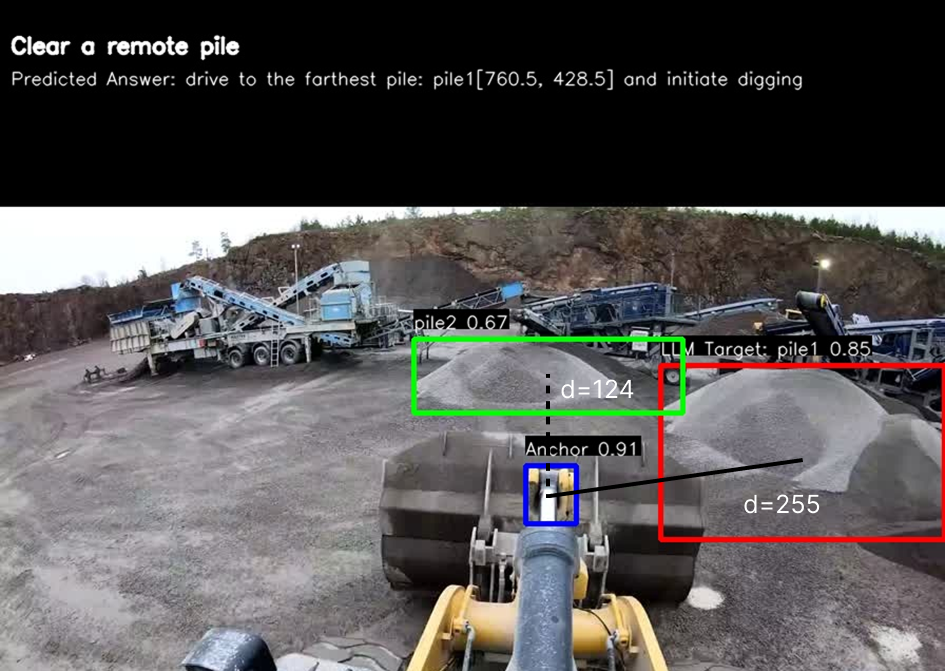 Clear a remote pile
Predicted Answer: drive to the farthest pile: pile1[760.5, 428.5] and initiate digging
pile2 0.67
LLM Target: pile1 0.85
d=124
Anchor 0.91
d=255